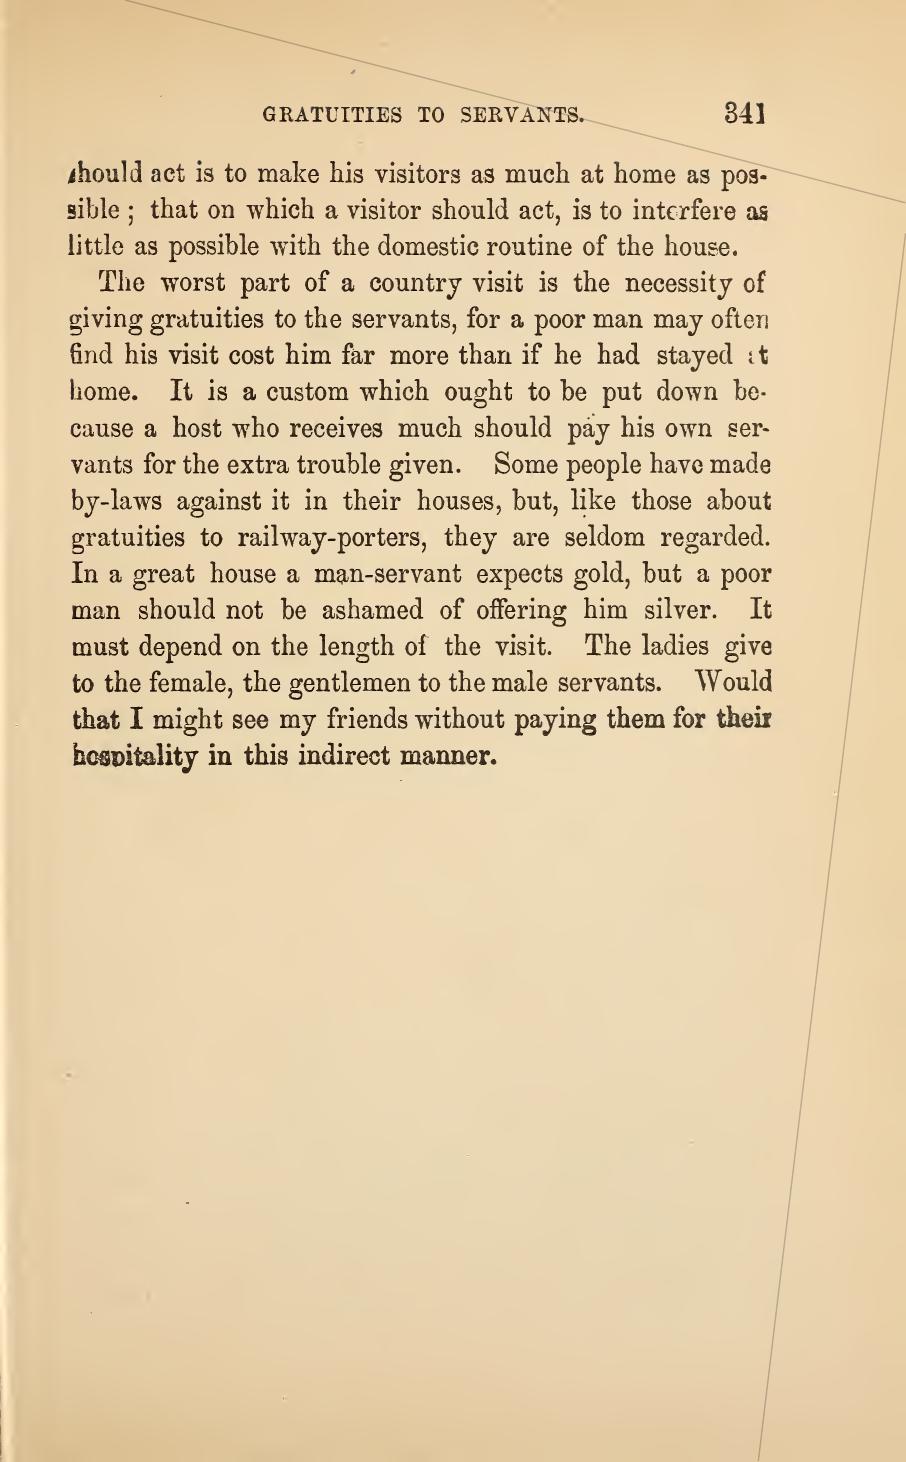 GRATUITIES TO SERVANTS. 341
should act is to make his visitors as much at home as pos-
sible ; that on which a visitor should act, is to interfere as
little as possible with the domestic routine of the house.
The worst part of a country visit is the necessity of
giving gratuities to the servants, for a poor man may often
find his visit cost him far more than if he had stayed at
home. It is a custom which ought to be put down be-
cause a host who receives much should pay his own ser-
vants for the extra trouble given. Some people have made
by-laws against it in their houses, but, like those about
gratuities to railway-porters, they are seldom regarded.
In a great house a man-servant expects gold, but a poor
man should not be ashamed of offering him silver. It
must depend on the length of the visit. The ladies give
to the female, the gentlemen to the male servants. Would
that I might see my friends without paying them for their
hospitality in this indirect manner.